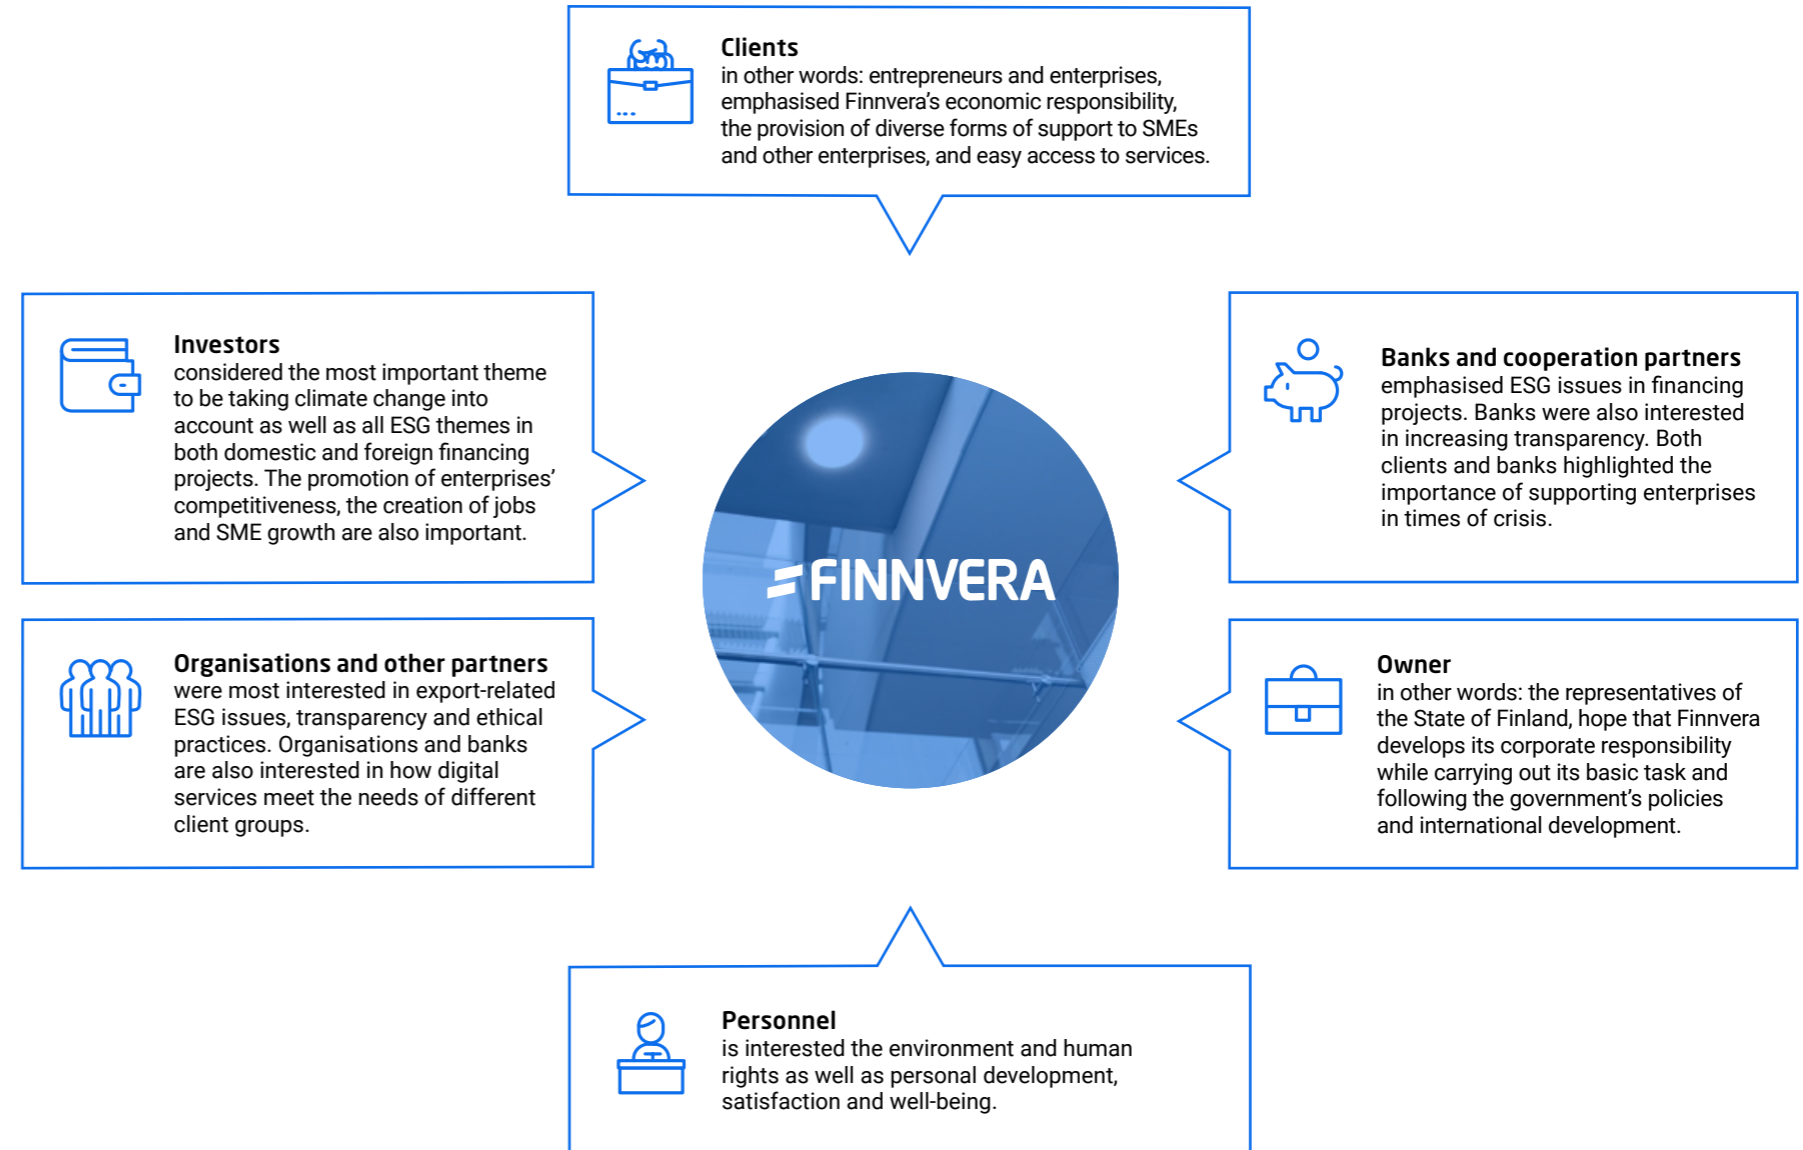 Clients
in other words: entrepreneurs and enterprises,
emphasised Finnvera’s economic responsibility,
the provision of diverse forms of support to SMEs
and other enterprises, and easy access to services.
Investors
considered the most important theme
to be taking climate change into
account as well as all ESG themes in
both domestic and foreign financing
projects. The promotion of enterprises’
competitiveness, the creation of jobs
and SME growth are also important.
Banks and cooperation partners
emphasised ESG issues in financing
projects. Banks were also interested
in increasing transparency. Both
clients and banks highlighted the
importance of supporting enterprises
in times of crisis.
FINNVERA
Organisations and other partners
were most interested in export-related
ESG issues, transparency and ethical
practices. Organisations and banks
are also interested in how digital
services meet the needs of different
client groups.
Owner
in other words: the representatives of
the State of Finland, hope that Finnvera
develops its corporate responsibility
while carrying out its basic task and
following the government’s policies
and international development.
Personnel
is interested the environment and human
rights as well as personal development,
satisfaction and well-being.